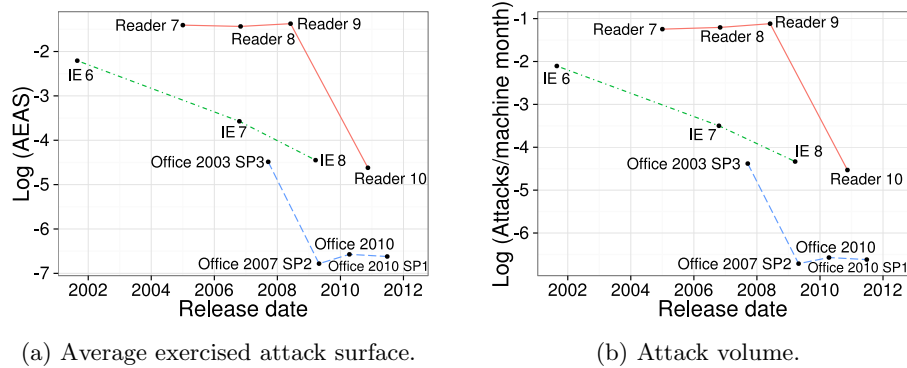 Log (AEAS)
-2
-3
-4
-5
-6
-7
Reader 7
Reader 8
Reader 9
IE 6
IE 7
IE 8
Office 2003 SP3
Reader 10
Office 2010
Office 2007 SP2
Office 2010 SP1
2002 2004 2006 2008 2010 2012
Release date
(a) Average exercised attack surface.
Log (Attacks/machine month)
-1
-2
-3
-4
-5
-6
Reader 7
Reader 8
Reader 9
IE 6
IE 7
IE 8
Office 2003 SP3
Reader 10
Office 2010
Office 2007 SP2
Office 2010 SP1
2002 2004 2006 2008 2010 2012
Release date
(b) Attack volume.